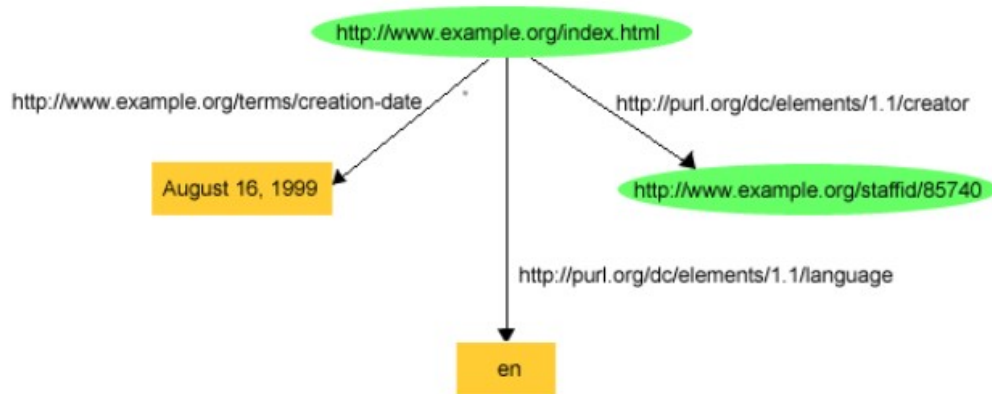 http://www.example.org/index.html
http://www.example.org/terms/creation-date
http://purl.org/dc/elements/1.1/creator
August 16, 1999
http://www.example.org/staffid/85740
http://purl.org/dc/elements/1.1/language
en